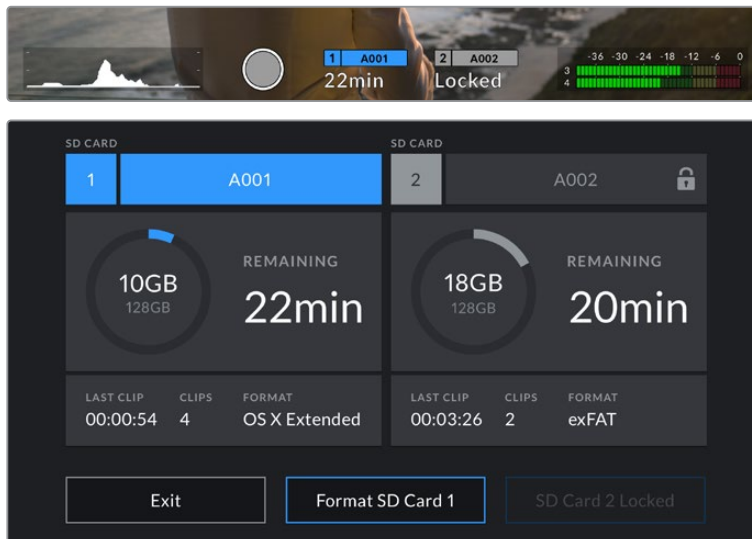 1 A001 2 A002
22min Locked
-36 -30 -24 -18 -12 -6 0
3
4
SD CARD SD CARD
1 A001 2 A002
10GB
128GB
REMAINING
22min
18GB
128GB
REMAINING
20min
LAST CLIP CLIPS FORMAT
00:00:54 4 OS X Extended
LAST CLIP CLIPS FORMAT
00:03:26 2 exFAT
Exit Format SD Card 1 SD Card 2 Locked